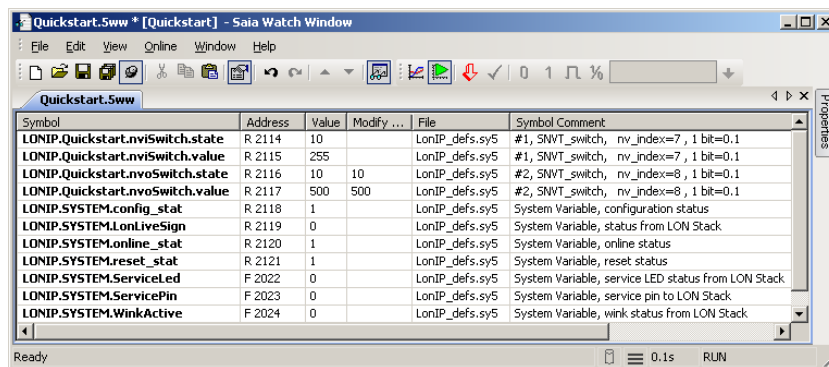 Quickstart.5ww * [Quickstart] - Saia Watch Window
File Edit View Online Window Help
0 1 %
Quickstart.5ww
Properties
Symbol Address Value Modify ... File Symbol Comment
LONIP.Quickstart.nviSwitch.state R 2114 10 LonIP_defs.sy5 #1, SNVT_switch, nv_index=7 , 1 bit=0.1
LONIP.Quickstart.nviSwitch.value R 2115 255 LonIP_defs.sy5 #1, SNVT_switch, nv_index=7 , 1 bit=0.1
LONIP.Quickstart.nvoSwitch.state R 2116 10 10 LonIP_defs.sy5 #2, SNVT_switch, nv_index=8 , 1 bit=0.1
LONIP.Quickstart.nvoSwitch.value R 2117 500 500 LonIP_defs.sy5 #2, SNVT_switch, nv_index=8 , 1 bit=0.1
LONIP.SYSTEM.config_stat R 2118 1 LonIP_defs.sy5 System Variable, configuration status
LONIP.SYSTEM.LonLiveSign R 2119 0 LonIP_defs.sy5 System Variable, status from LON Stack
LONIP.SYSTEM.online_stat R 2120 1 LonIP_defs.sy5 System Variable, online status
LONIP.SYSTEM.reset_stat R 2121 1 LonIP_defs.sy5 System Variable, reset status
LONIP.SYSTEM.ServiceLed F 2022 0 LonIP_defs.sy5 System Variable, service LED status from LON Stack
LONIP.SYSTEM.ServicePin F 2023 0 LonIP_defs.sy5 System Variable, service pin to LON Stack
LONIP.SYSTEM.WinkActive F 2024 0 LonIP_defs.sy5 System Variable, wink status from LON Stack
Ready 0.1s RUN